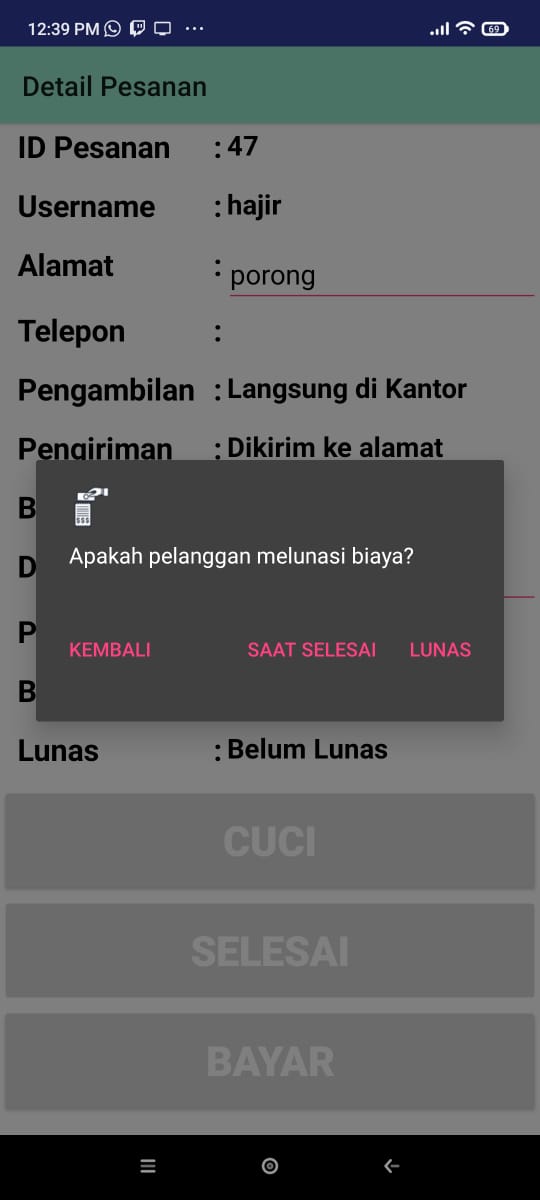 12:39 PM ... 69
Detail Pesanan
ID Pesanan : 47
Username : hajir
Alamat : porong
Telepon :
Pengambilan : Langsung di Kantor
Pengiriman : Dikirim ke alamat
B
$$$
Apakah pelanggan melunasi biaya?
D
P
KEMBALI SAAT SELESAI LUNAS
B
Lunas : Belum Lunas
CUCI
SELESAI
BAYAR